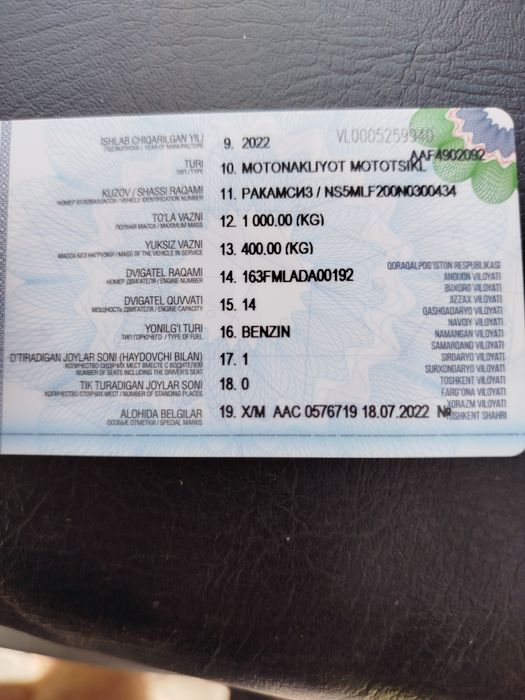 ISHLAB CHIQARILGAN YILI 9. 2022 VL0005259940
ГОД ВЫПУСКА / YEAR OF MANUFACTURE
AAF4902092
TURI 10. MOTONAKLIYOT MOTOTSIKL
ТИП / TYPE
KUZOV / SHASSI RAQAMI 11. РАКАМСИЗ / NS5MLF200N0300434
НОМЕР КУЗОВА/ШАССИ / VEHICLE IDENTIFICATION NUMBER
TO'LA VAZNI 12. 1 000.00 (KG)
ПОЛНАЯ МАССА / MAXIMUM MASS
YUKSIZ VAZNI 13. 400.00 (KG)
МАССА БЕЗ НАГРУЗКИ / MASS OF THE VEHICLE IN SERVICE
DVIGATEL RAQAMI 14. 163FMLADA00192
НОМЕР ДВИГАТЕЛЯ / ENGINE NUMBER
DVIGATEL QUVVATI 15. 14
МОЩНОСТЬ ДВИГАТЕЛЯ / ENGINE CAPACITY
YONILG'I TURI 16. BENZIN
ТИП ГОРЮЧЕГО / TYPE OF FUEL
O'TIRADIGAN JOYLAR SONI (HAYDOVCHI BILAN) 17. 1
КОЛИЧЕСТВО СИДЯЧИХ МЕСТ ВМЕСТЕ С ВОДИТЕЛЕМ
NUMBER OF SEATS INCLUDING THE DRIVER'S SEAT
TIK TURADIGAN JOYLAR SONI 18. 0
КОЛИЧЕСТВО СТОЯЧИХ МЕСТ / NUMBER OF STANDING PLACES
ALOHIDA BELGILAR 19. X/M AAC 0576719 18.07.2022 №
ОСОБЫЕ ОТМЕТКИ / SPECIAL MARKS
QORAQALPOG'ISTON RESPUBLIKASI
ANDIJON VILOYATI
BUXORO VILOYATI
JIZZAX VILOYATI
QASHQADARYO VILOYATI
NAVOIY VILOYATI
NAMANGAN VILOYATI
SAMARQAND VILOYATI
SIRDARYO VILOYATI
SURXONDARYO VILOYATI
TOSHKENT VILOYATI
FARG'ONA VILOYATI
XORAZM VILOYATI
TOSHKENT SHAHRI